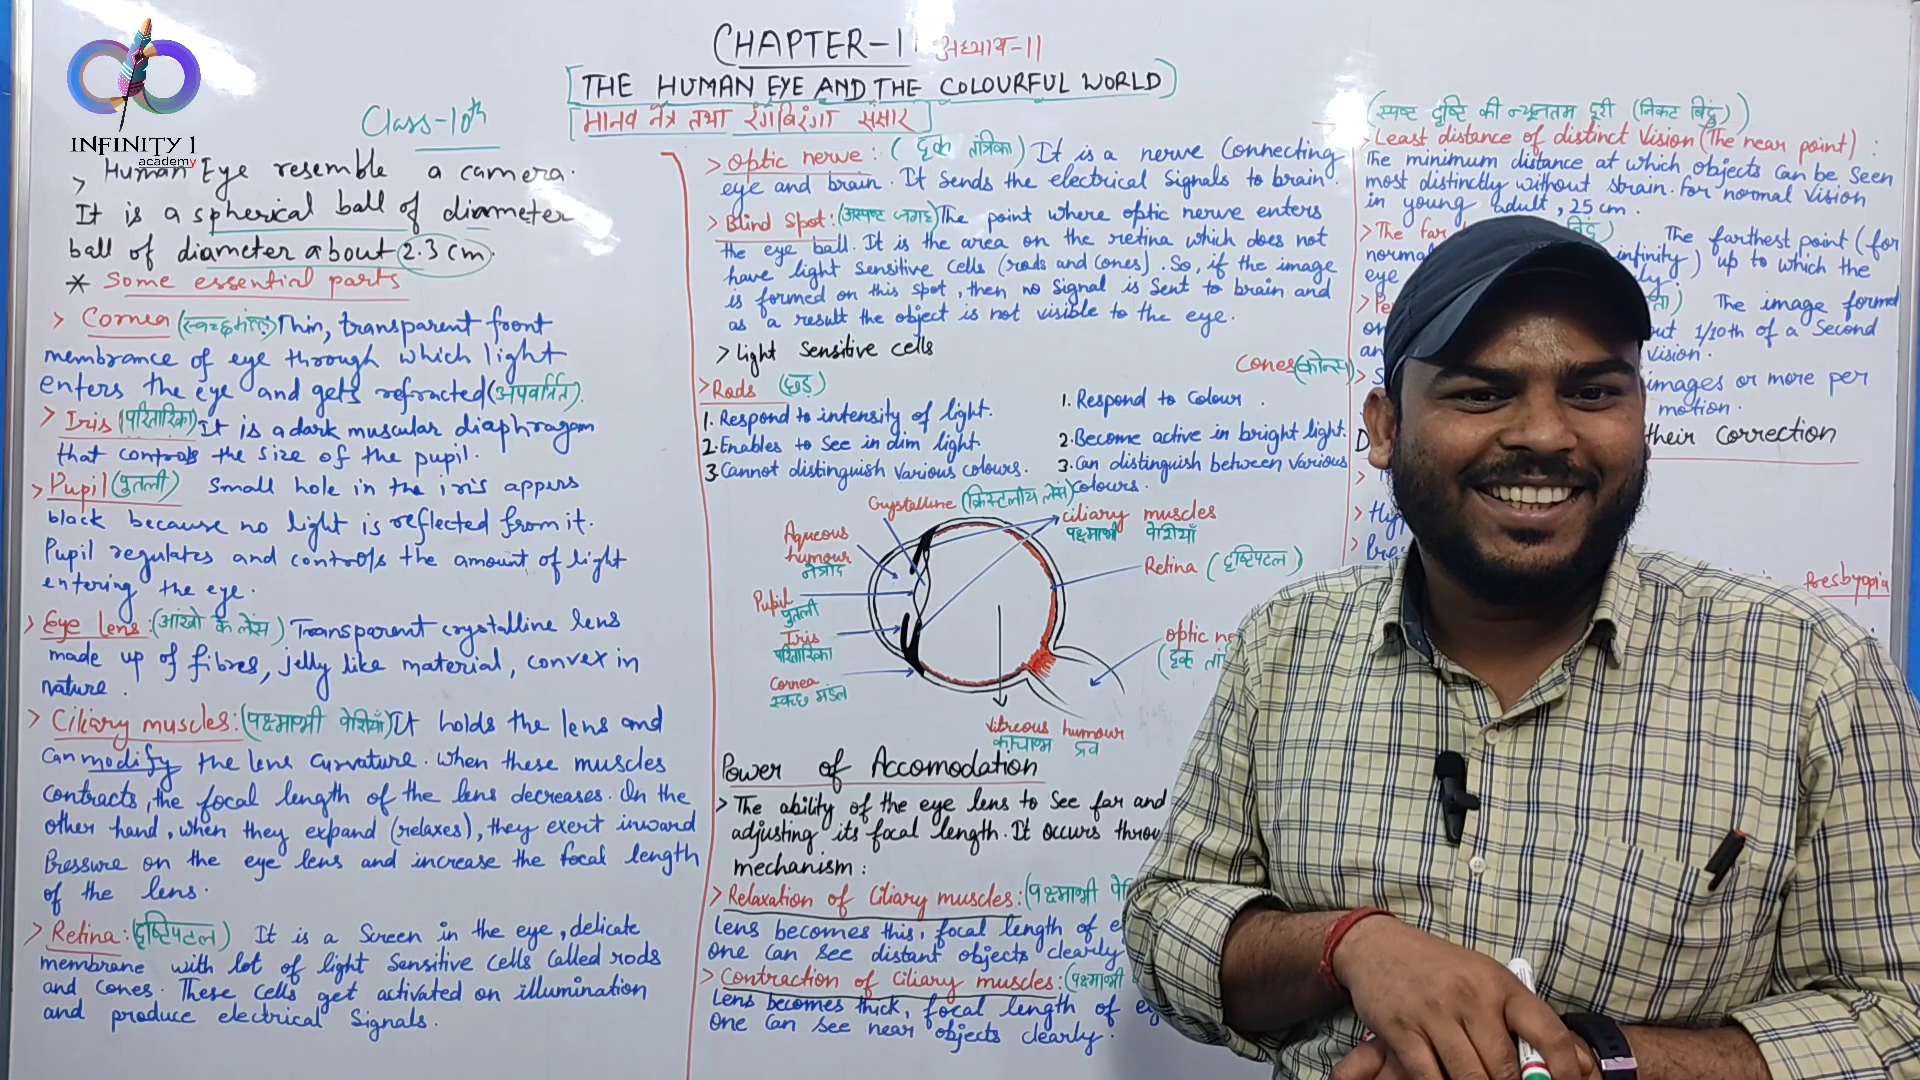 CHAPTER-11 अध्याय-11
[THE HUMAN EYE AND THE COLOURFUL WORLD]
[मानव नेत्र तथा रंगबिरंगा संसार]
INFINITY 1
academy
Class-10th
> Human Eye resemble a camera.
It is a spherical ball of diameter
ball of diameter about 2.3 cm.
* Some essential parts
> Cornea (स्वच्छमंडल) Thin, transparent front
membrance of eye through which light
enters the eye and gets refracted (अपवर्तित).
> Iris (परितारिका) It is a dark muscular diaphragm
that controls the size of the pupil.
> Pupil (पुतली) Small hole in the iris appers
black because no light is reflected from it.
Pupil regulates and controls the amount of light
entering the eye.
> Eye lens: (आंखो के लेंस) Transparent crystalline lens
made up of fibres, jelly like material, convex in
nature.
> Ciliary muscles: (पक्ष्माभी पेशियाँ) It holds the lens and
can modify the lens curvature. When these muscles
contracts, the focal length of the lens decreases. On the
other hand, when they expand (relaxes), they exert inward
Pressure on the eye lens and increase the focal length
of the lens.
> Retina: (दृष्टिपटल) It is a Screen in the eye, delicate
membrane with lot of light Sensitive cells called rods
and cones. These cells get activated on illumination
and produce electrical Signals.
> Optic nerve: (दृक तंत्रिका) It is a nerve connecting
eye and brain. It Sends the electrical Signals to brain.
> Blind Spot: (अस्पष्ट जगह) The point where optic nerve enters
the eye ball. It is the area on the retina which does not
have light Sensitive cells (rods and cones). So, if the image
is formed on this spot, then no Signal is Sent to brain and
as a result the object is not visible to the eye.
> Light Sensitive cells
> Rods (छड़)
1. Respond to intensity of light.
2. Enables to See in dim light
3. Cannot distinguish various colours.
Cones (कोन्स)
1. Respond to Colour.
2. Become active in bright light.
3. Can distinguish between various
colours.
Crystalline (क्रिस्टलीय लेंस)
Aqueous
humour
नेत्रोद
Pupil
पुतली
Iris
परितारिका
Cornea
स्वच्छ मंडल
ciliary muscles
पक्ष्माभी पेशियाँ
Retina (दृष्टिपटल)
optic ne
(दृक
vitreous humour
काचाभ द्रव
Power of Accomodation
> The ability of the eye lens to See far and
adjusting its focal length. It occurs throu
mechanism:
> Relaxation of Ciliary muscles: (पक्ष्माभी
lens becomes this, focal length of e
one can see distant objects clearly
> Contraction of ciliary muscles: (पक्ष्माभी
Lens becomes thick, focal length of ey
one can see near objects clearly.
(स्पष्ट दृष्टि की न्यूनतम दूरी (निकट बिंदु))
> Least distance of distinct Vision (The near point):
The minimum distance at which objects can be Seen
most distinctly without strain. For normal Vision
in young adult, 25 cm.
> The far बिंदु) The farthest point (for
norma infinity) up to which the
eye ly.
> Pe The image formed
on out 1/10th of a Second
an vision.
> S images or more per
motion.
D their Correction
>
> Hy
> Pre
Presbyopia